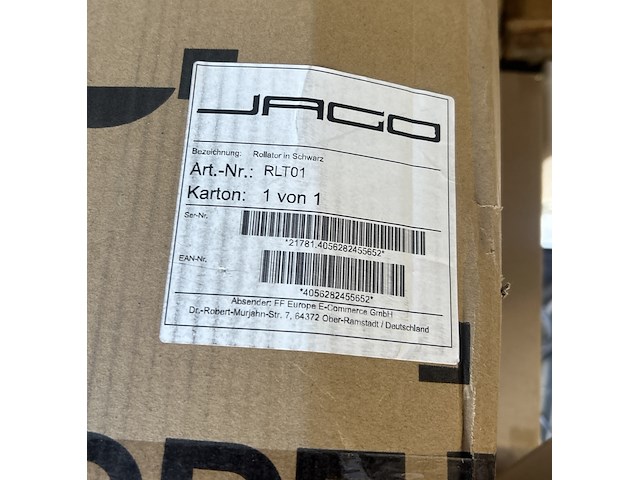 JAGO
Bezeichnung: Rollator in Schwarz
Art.-Nr.: RLT01
Karton: 1 von 1
Ser-Nr.
*21781.4056282455652*
EAN-Nr.
*4056282455652*
Absender: FF Europe E-Commerce GmbH
Dr.-Robert-Murjahn-Str. 7, 64372 Ober-Ramstadt / Deutschland